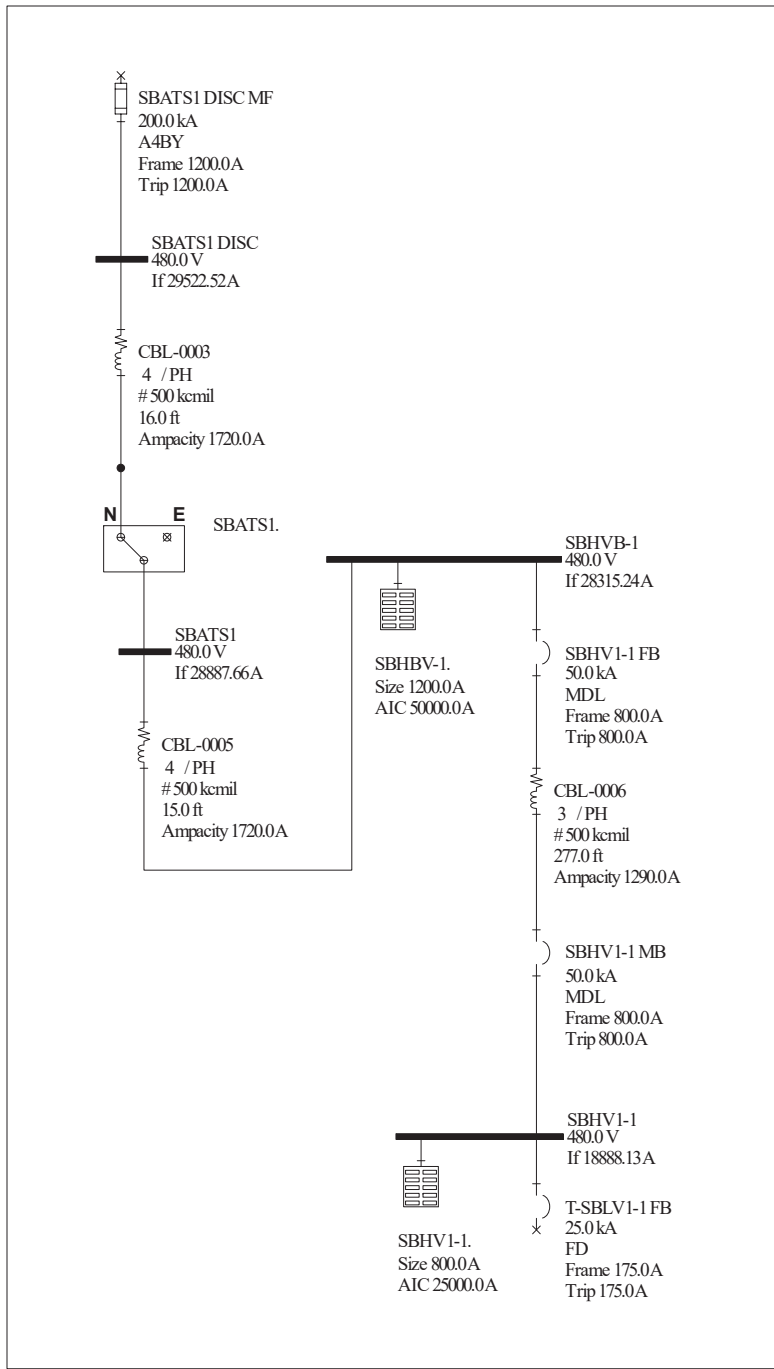 SBATS1 DISC MF
200.0 kA
A4BY
Frame 1200.0A
Trip 1200.0A
SBATS1 DISC
480.0 V
If 29522.52A
CBL-0003
4 / PH
# 500 kcmil
16.0 ft
Ampacity 1720.0A
N E
SBATS1.
SBATS1
480.0 V
If 28887.66A
CBL-0005
4 / PH
# 500 kcmil
15.0 ft
Ampacity 1720.0A
SBHVB-1
480.0 V
If 28315.24A
SBHBV-1.
Size 1200.0A
AIC 50000.0A
SBHV1-1 FB
50.0 kA
MDL
Frame 800.0A
Trip 800.0A
CBL-0006
3 / PH
# 500 kcmil
277.0 ft
Ampacity 1290.0A
SBHV1-1 MB
50.0 kA
MDL
Frame 800.0A
Trip 800.0A
SBHV1-1
480.0 V
If 18888.13A
SBHV1-1.
Size 800.0A
AIC 25000.0A
T-SBLV1-1 FB
25.0 kA
FD
Frame 175.0A
Trip 175.0A